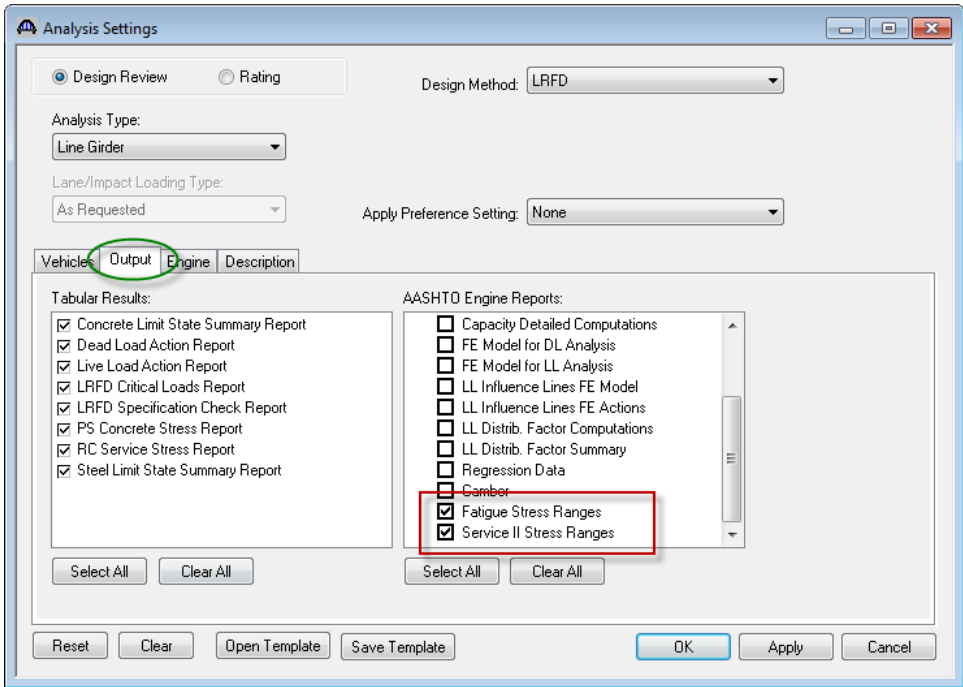 Analysis Settings
Design Review Rating
Design Method: LRFD
Analysis Type:
Line Girder
Lane/Impact Loading Type:
As Requested
Apply Preference Setting: None
Vehicles Output Engine Description
Tabular Results:
Concrete Limit State Summary Report
Dead Load Action Report
Live Load Action Report
LRFD Critical Loads Report
LRFD Specification Check Report
PS Concrete Stress Report
RC Service Stress Report
Steel Limit State Summary Report
Select All Clear All
AASHTO Engine Reports:
Capacity Detailed Computations
FE Model for DL Analysis
FE Model for LL Analysis
LL Influence Lines FE Model
LL Influence Lines FE Actions
LL Distrib. Factor Computations
LL Distrib. Factor Summary
Regression Data
Camber
Fatigue Stress Ranges
Service II Stress Ranges
Select All Clear All
Reset Clear Open Template Save Template OK Apply Cancel